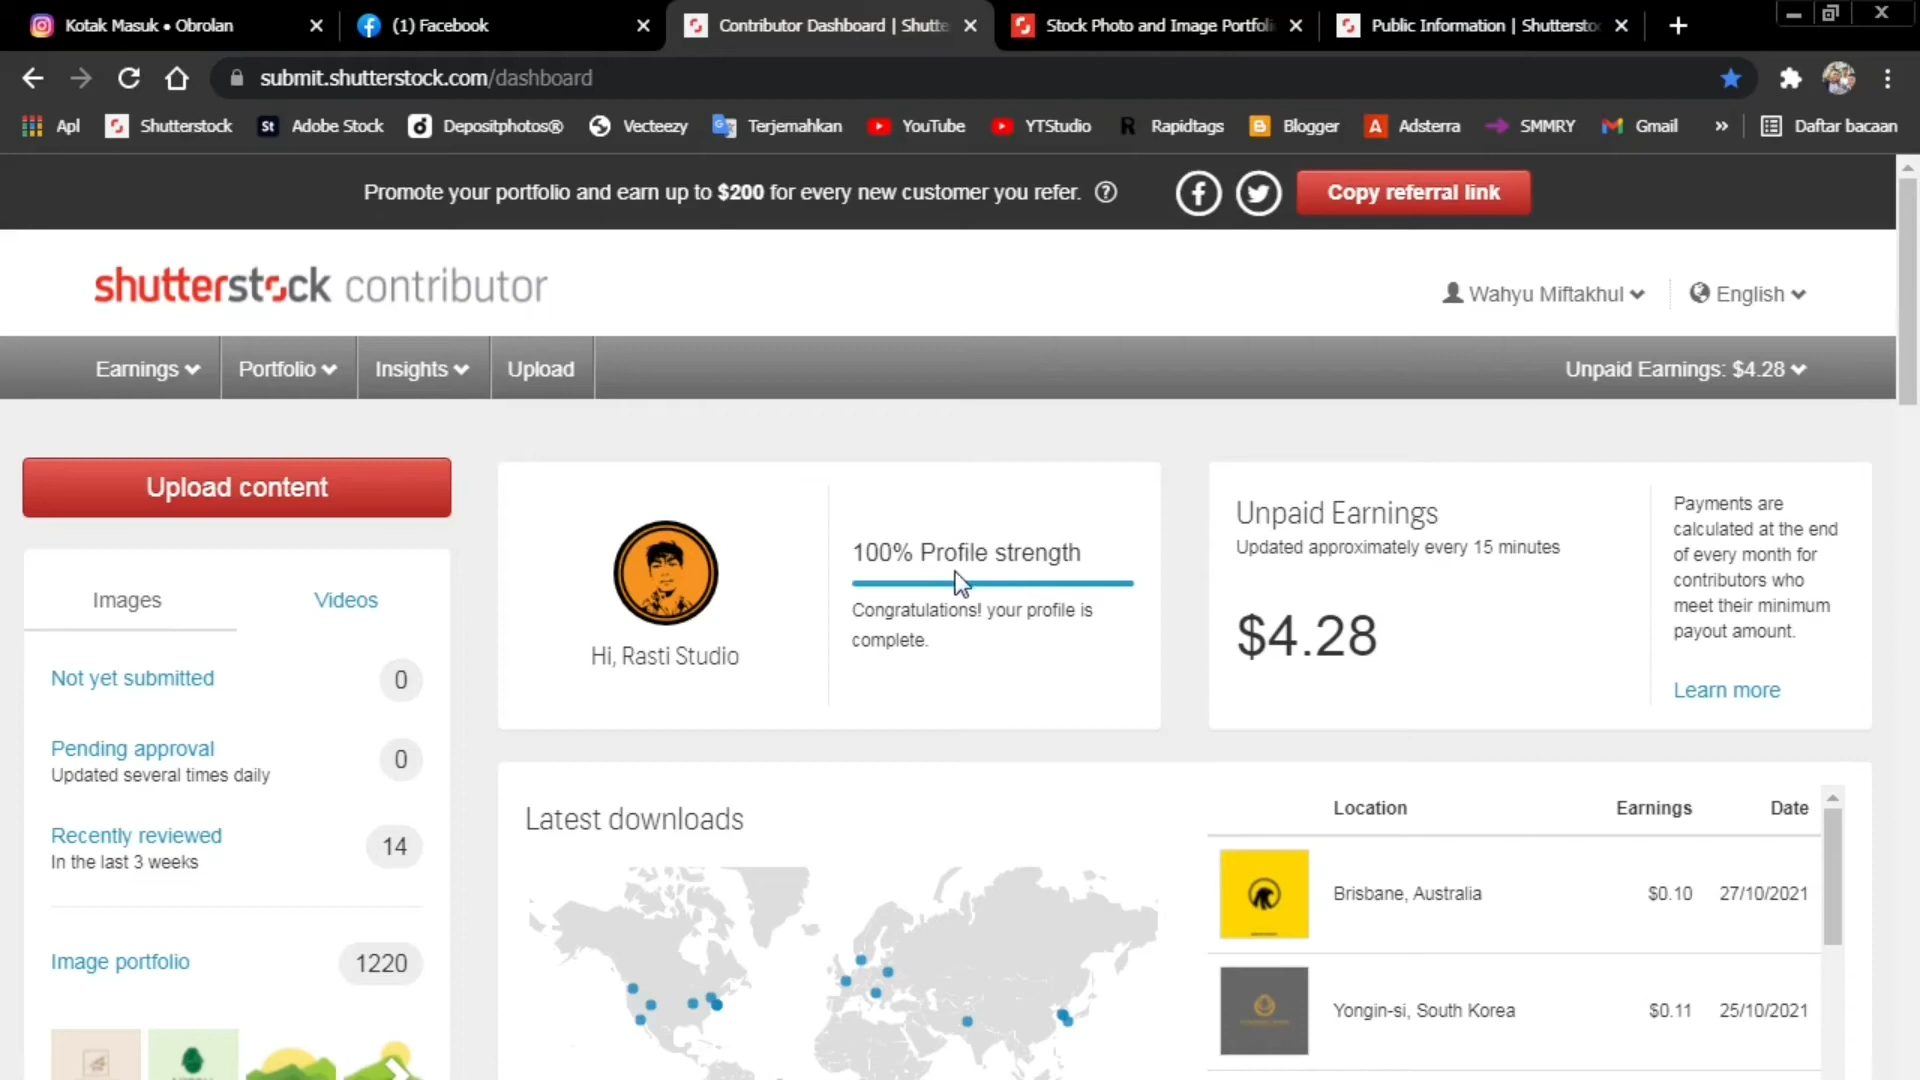 Kotak Masuk • Obrolan
(1) Facebook
Contributor Dashboard | Shutte
Stock Photo and Image Portfoli
Public Information | Shuttersto
submit.shutterstock.com/dashboard
Apl
Shutterstock
St Adobe Stock
Depositphotos®
Vecteezy
Terjemahkan
YouTube
YTStudio
R Rapidtags
Blogger
A Adsterra
SMMRY
Gmail
»
Daftar bacaan
Promote your portfolio and earn up to $200 for every new customer you refer. ?
Copy referral link
shutterstock contributor
Wahyu Miftakhul
English
Earnings
Portfolio
Insights
Upload
Unpaid Earnings: $4.28
Upload content
Images
Videos
Not yet submitted
0
Pending approval
0
Updated several times daily
Recently reviewed
14
In the last 3 weeks
Image portfolio
1220
Hi, Rasti Studio
100% Profile strength
Congratulations! your profile is
complete.
Unpaid Earnings
Updated approximately every 15 minutes
$4.28
Payments are
calculated at the end
of every month for
contributors who
meet their minimum
payout amount.
Learn more
Latest downloads
Location Earnings Date
Brisbane, Australia $0.10 27/10/2021
Yongin-si, South Korea $0.11 25/10/2021